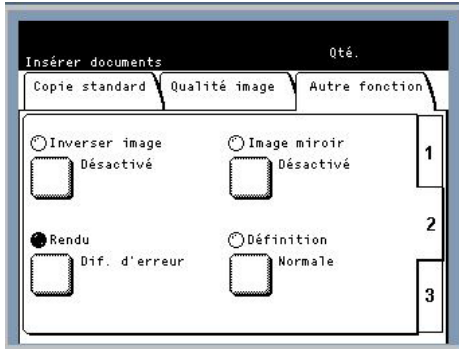 Qté.
Insérer documents
Copie standard Qualité image Autre fonction
Inverser image Image miroir
Désactivé Désactivé
1
2
Rendu Définition
Dif. d'erreur Normale
3